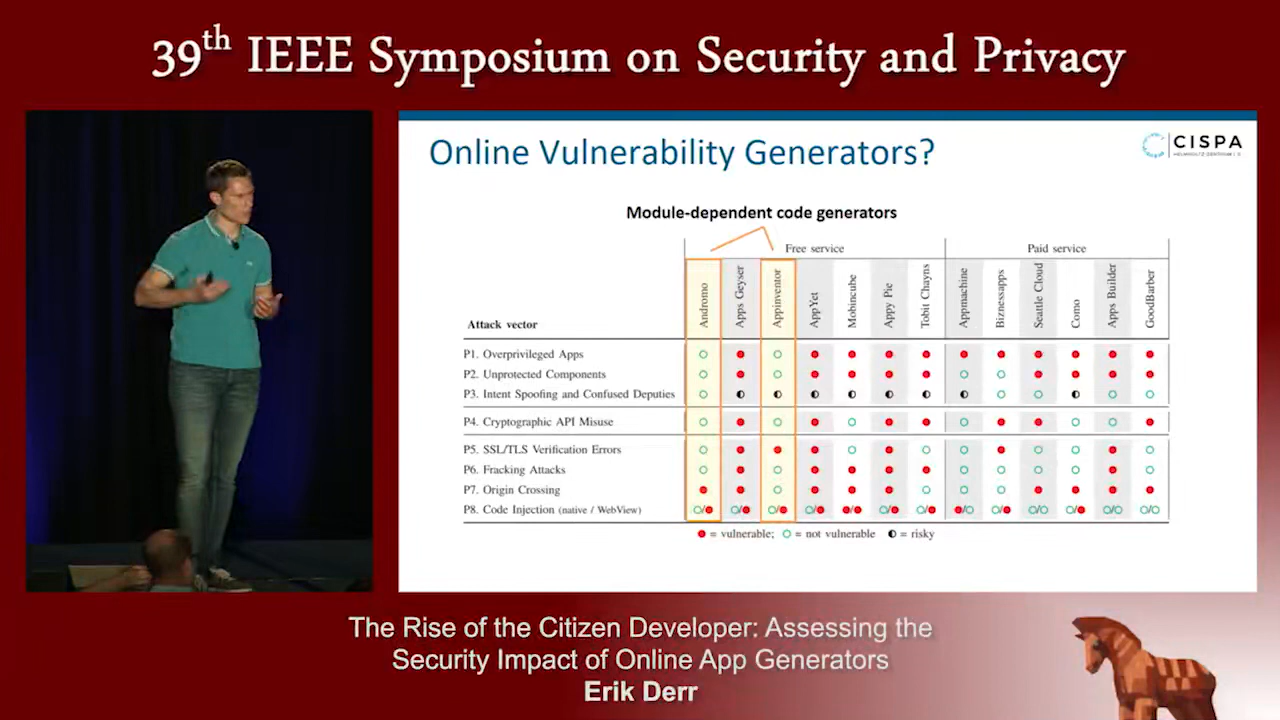 39th IEEE Symposium on Security and Privacy
Online Vulnerability Generators?
CISPA
Module-dependent code generators
Free service Paid service
Attack vector Andromo Apps Geyser Appinventor AppYet Mobincube Appy Pie Tobit Chayns Appmachine Biznessapps Seattle Cloud Como Apps Builder GoodBarber
P1. Overprivileged Apps
P2. Unprotected Components
P3. Intent Spoofing and Confused Deputies
P4. Cryptographic API Misuse
P5. SSL/TLS Verification Errors
P6. Fracking Attacks
P7. Origin Crossing
P8. Code Injection (native / WebView)
= vulnerable; = not vulnerable = risky
The Rise of the Citizen Developer: Assessing the
Security Impact of Online App Generators
Erik Derr